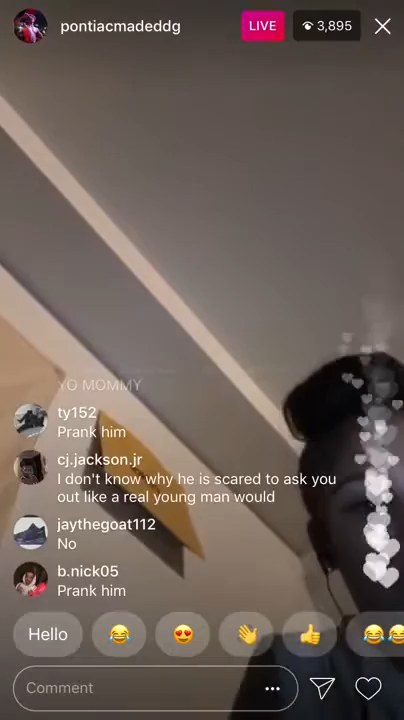 pontiacmadeddg
LIVE
3,895
YO MOMMY
ty152
Prank him
cj.jackson.jr
I don't know why he is scared to ask you
out like a real young man would
jaythegoat112
No
b.nick05
Prank him
Hello
Comment